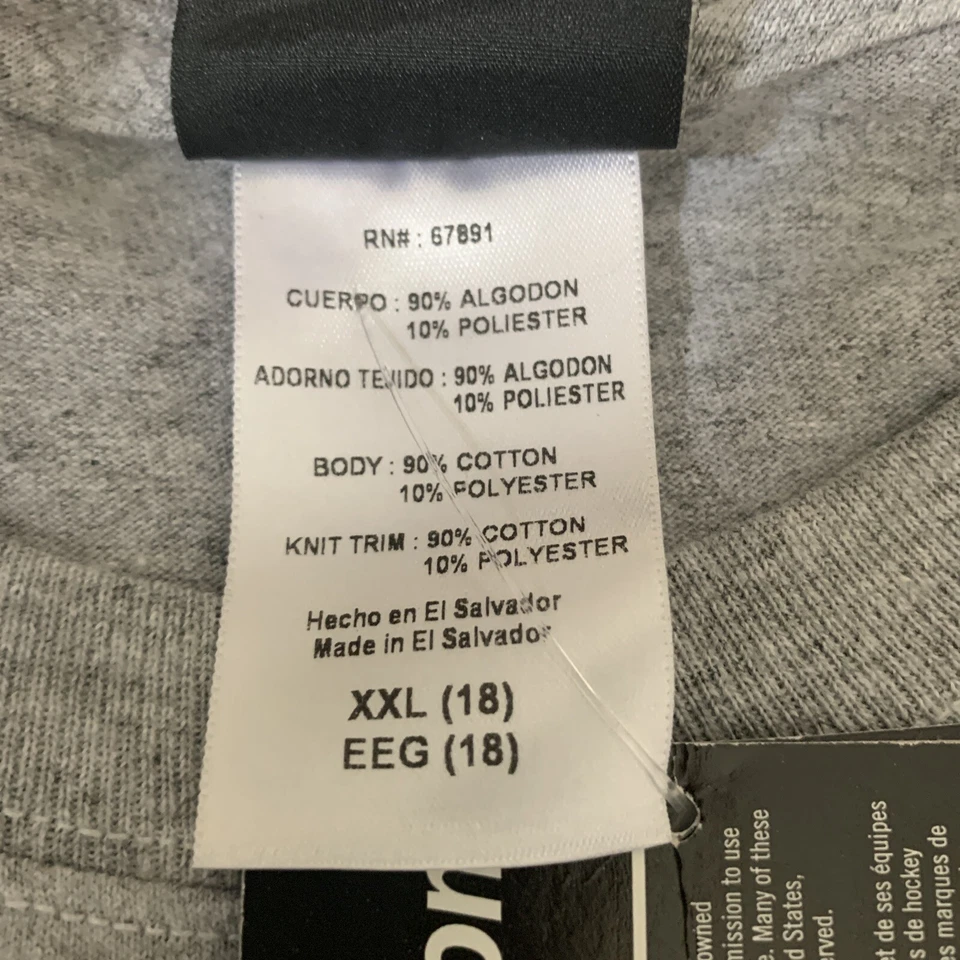 RN# : 67891
CUERPO : 90% ALGODON
10% POLIESTER
ADORNO TEJIDO : 90% ALGODON
10% POLIESTER
BODY : 90% COTTON
10% POLYESTER
KNIT TRIM : 90% COTTON
10% POLYESTER
Hecho en El Salvador
Made in El Salvador
XXL (18)
EEG (18)
on
owned
mission to use
e. Many of these
d States,
erved.
et de ses équipes
s de hockey
s marques de